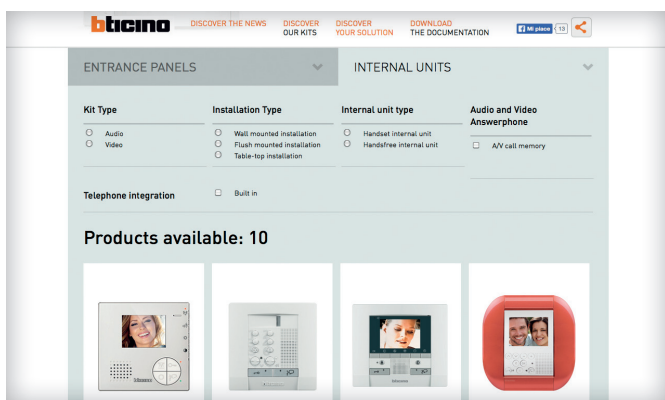 bticino
DISCOVER THE NEWS
DISCOVER
OUR KITS
DISCOVER
YOUR SOLUTION
DOWNLOAD
THE DOCUMENTATION
Mi piace 13
ENTRANCE PANELS
INTERNAL UNITS
Kit Type
Audio
Video
Installation Type
Wall mounted installation
Flush mounted installation
Table-top installation
Internal unit type
Handset internal unit
Handsfree internal unit
Audio and Video
Answerphone
A/V call memory
Telephone integration
Built in
Products available: 10